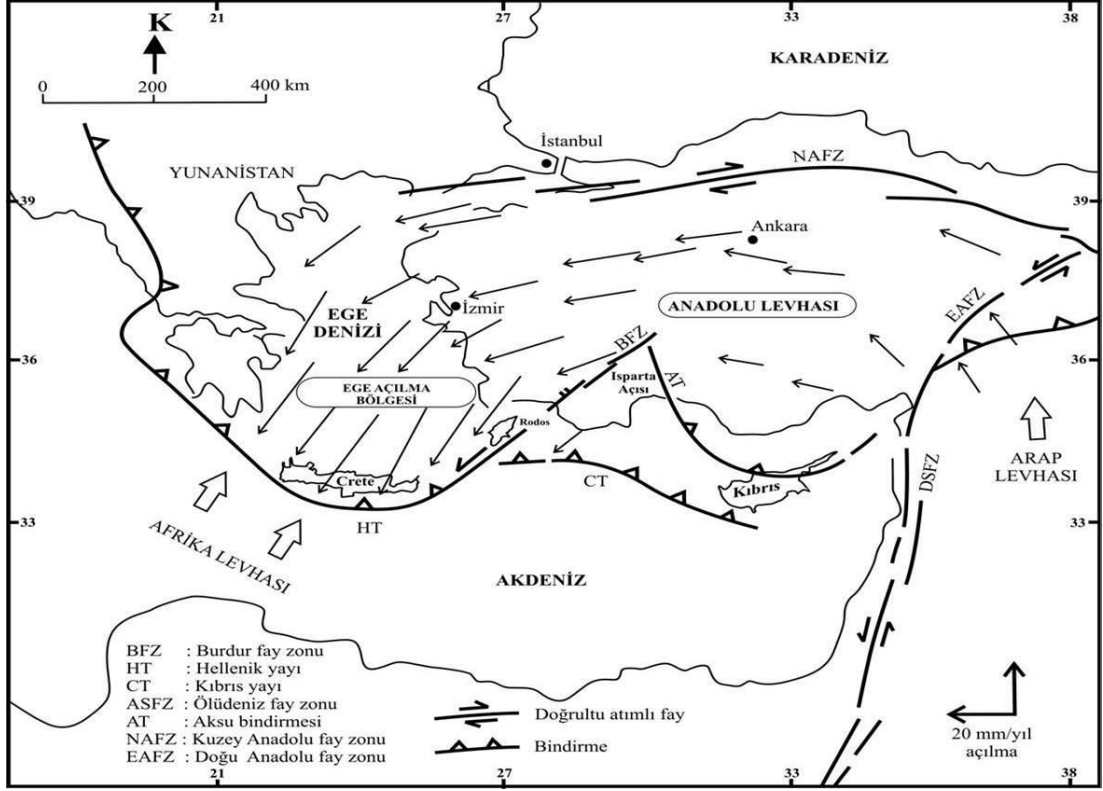 21
27
33
38
K
0
200
400 km
KARADENİZ
İstanbul
YUNANİSTAN
NAFZ
39
39
Ankara
EGE
DENİZİ
İzmir
ANADOLU LEVHASI
EAFZ
BFZ
36
36
EGE AÇILMA
BÖLGESİ
Isparta
Açısı
AT
Rodos
Crete
CT
Kıbrıs
ARAP
LEVHASI
DSFZ
HT
33
33
AFRİKA LEVHASI
AKDENİZ
BFZ : Burdur fay zonu
HT : Hellenik yayı
CT : Kıbrıs yayı
ASFZ : Ölüdeniz fay zonu
AT : Aksu bindirmesi
NAFZ : Kuzey Anadolu fay zonu
EAFZ : Doğu Anadolu fay zonu
Doğrultu atımlı fay
Bindirme
20 mm/yıl
açılma
21
27
33
38